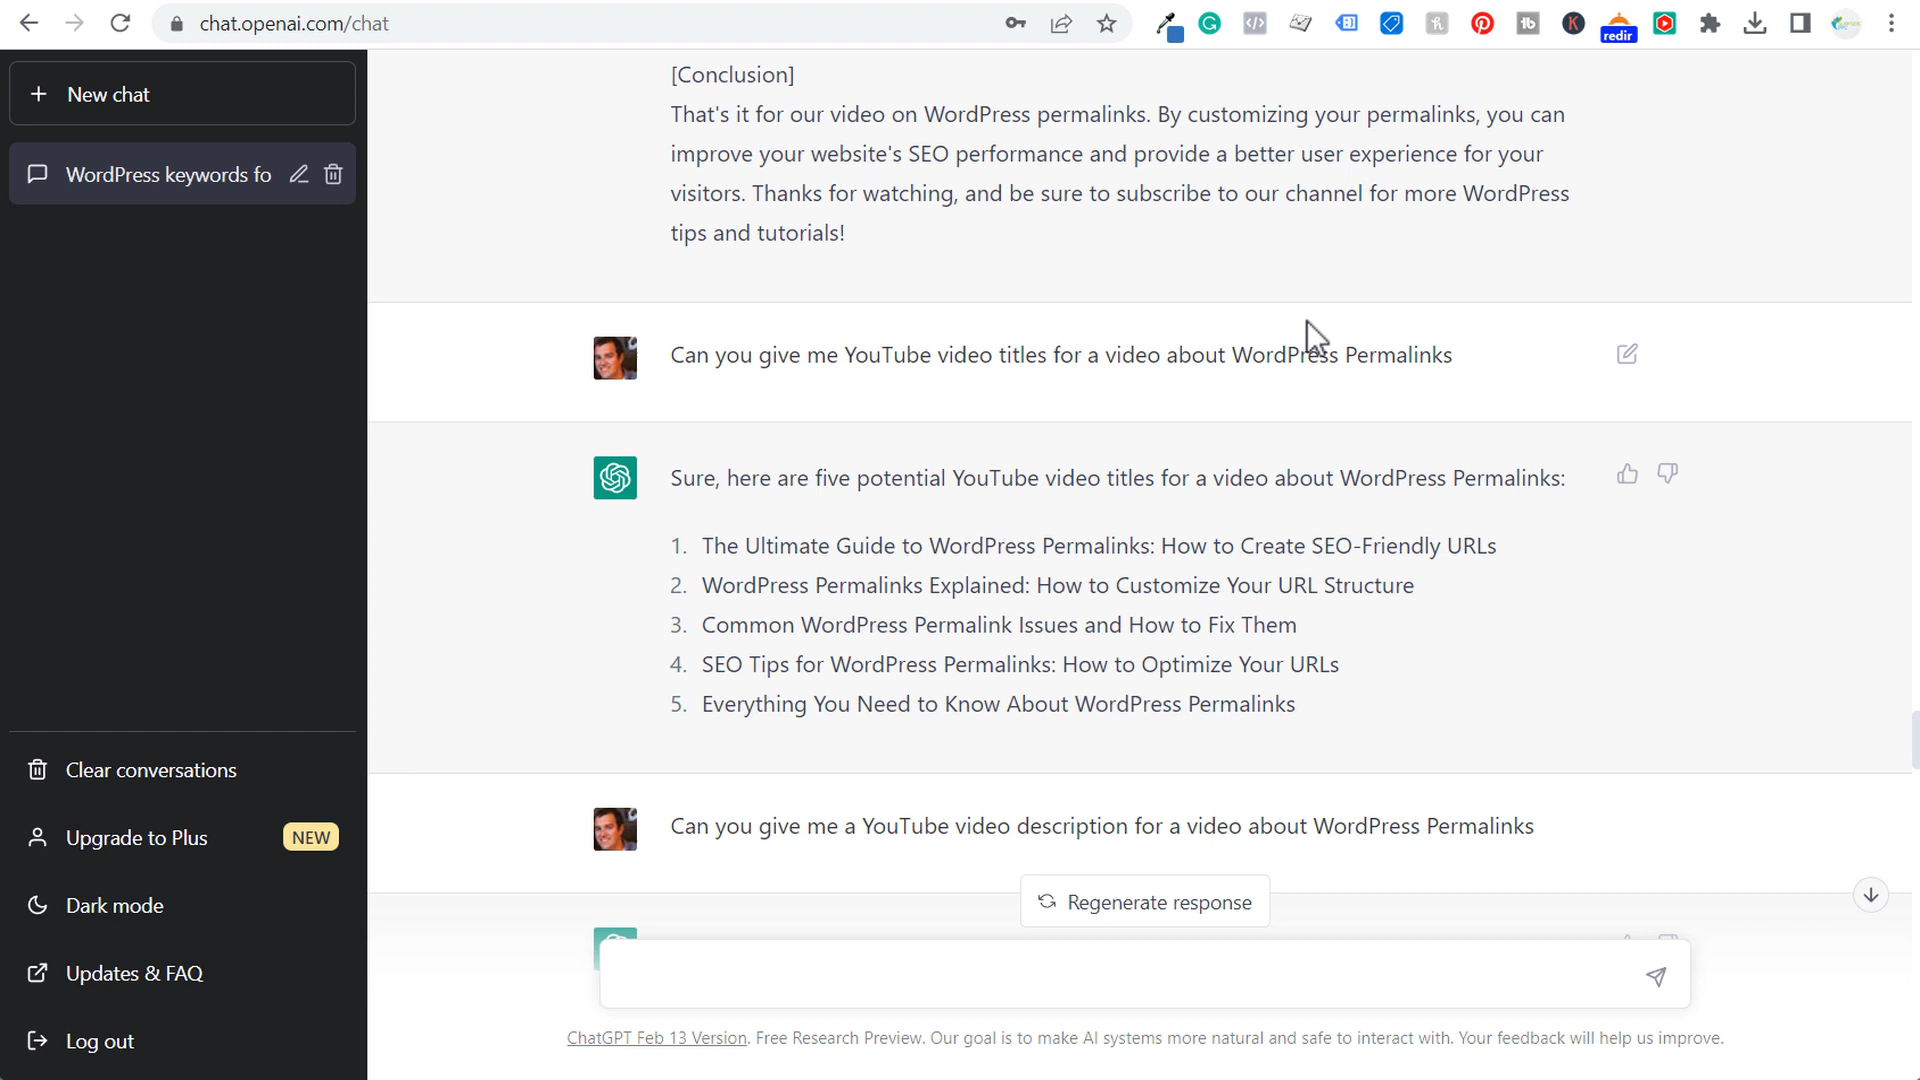 chat.openai.com/chat
redir
New chat
WordPress keywords fo
[Conclusion]
That's it for our video on WordPress permalinks. By customizing your permalinks, you can
improve your website's SEO performance and provide a better user experience for your
visitors. Thanks for watching, and be sure to subscribe to our channel for more WordPress
tips and tutorials!
Can you give me YouTube video titles for a video about WordPress Permalinks
Sure, here are five potential YouTube video titles for a video about WordPress Permalinks:
1. The Ultimate Guide to WordPress Permalinks: How to Create SEO-Friendly URLs
2. WordPress Permalinks Explained: How to Customize Your URL Structure
3. Common WordPress Permalink Issues and How to Fix Them
4. SEO Tips for WordPress Permalinks: How to Optimize Your URLs
5. Everything You Need to Know About WordPress Permalinks
Can you give me a YouTube video description for a video about WordPress Permalinks
Regenerate response
Clear conversations
Upgrade to Plus NEW
Dark mode
Updates & FAQ
Log out
ChatGPT Feb 13 Version. Free Research Preview. Our goal is to make AI systems more natural and safe to interact with. Your feedback will help us improve.